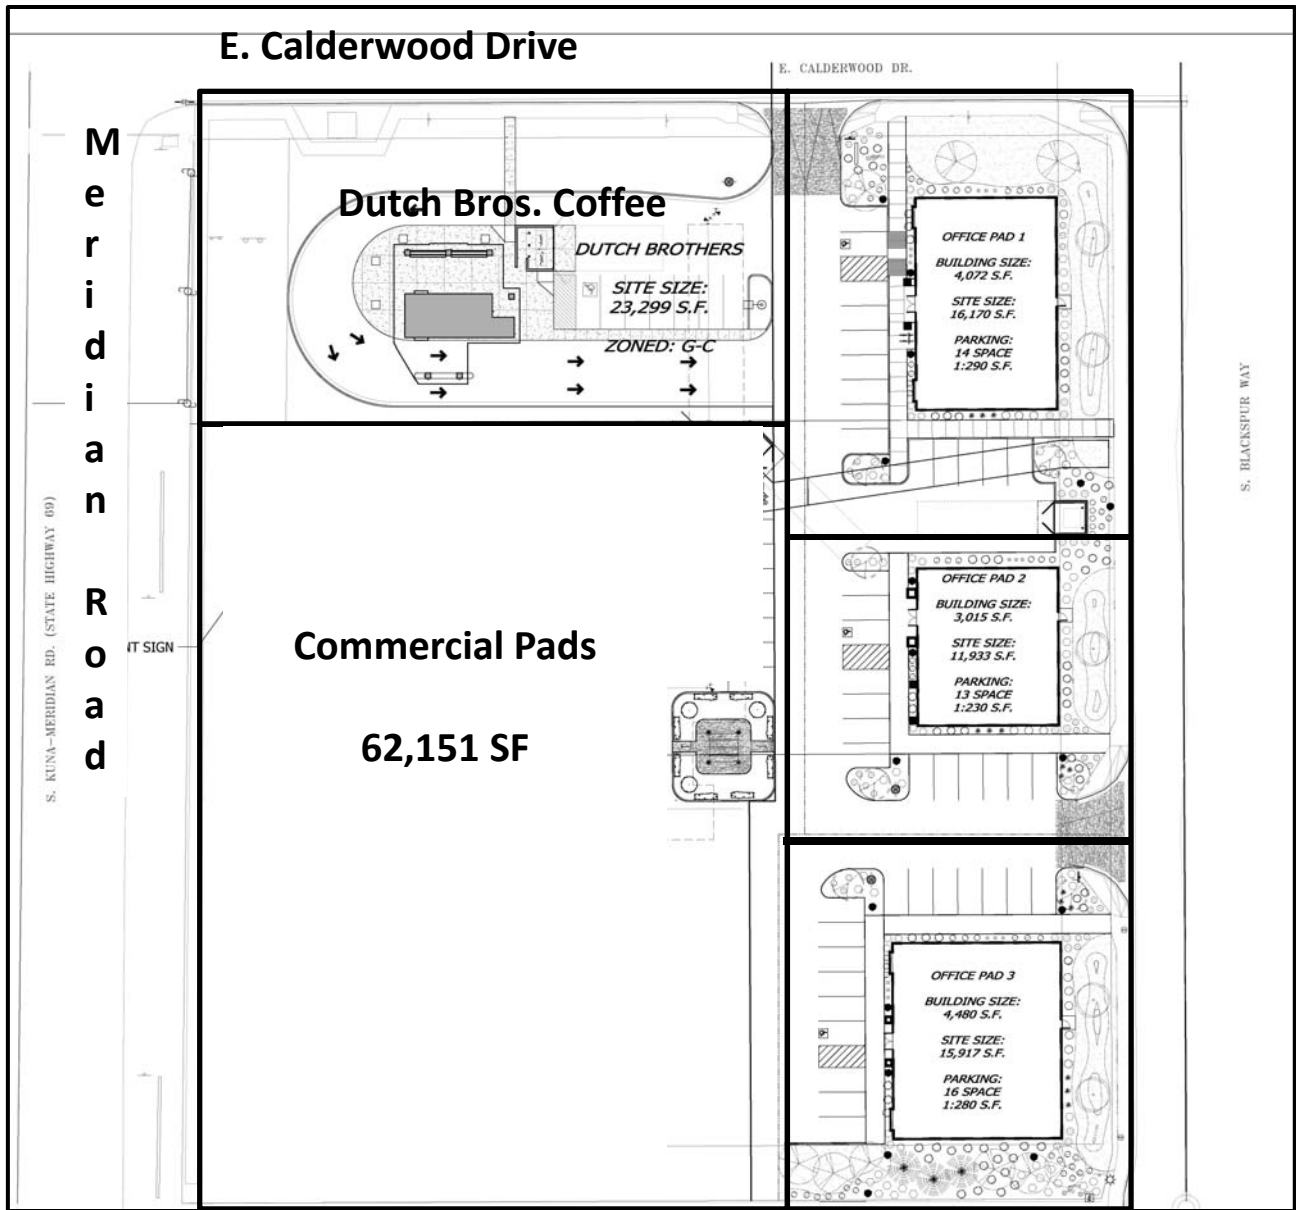 E. Calderwood Drive
E. CALDERWOOD DR.
Meridian Road
Dutch Bros. Coffee
DUTCH BROTHERS
SITE SIZE:
23,299 S.F.
ZONED: G-C
OFFICE PAD 1
BUILDING SIZE:
4,072 S.F.
SITE SIZE:
16,170 S.F.
PARKING:
14 SPACE
1:290 S.F.
S. BLACKSPUR WAY
S. KUNA-MERIDIAN RD. (STATE HIGHWAY 69)
NT SIGN
Commercial Pads
62,151 SF
OFFICE PAD 2
BUILDING SIZE:
3,015 S.F.
SITE SIZE:
11,933 S.F.
PARKING:
13 SPACE
1:230 S.F.
OFFICE PAD 3
BUILDING SIZE:
4,480 S.F.
SITE SIZE:
15,917 S.F.
PARKING:
16 SPACE
1:280 S.F.